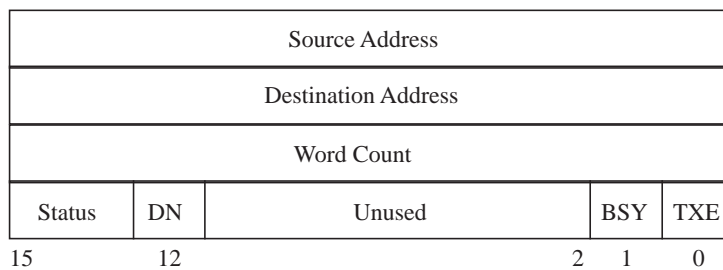 Source Address
Destination Address
Word Count
Status DN Unused BSY TXE
15 12 2 1 0